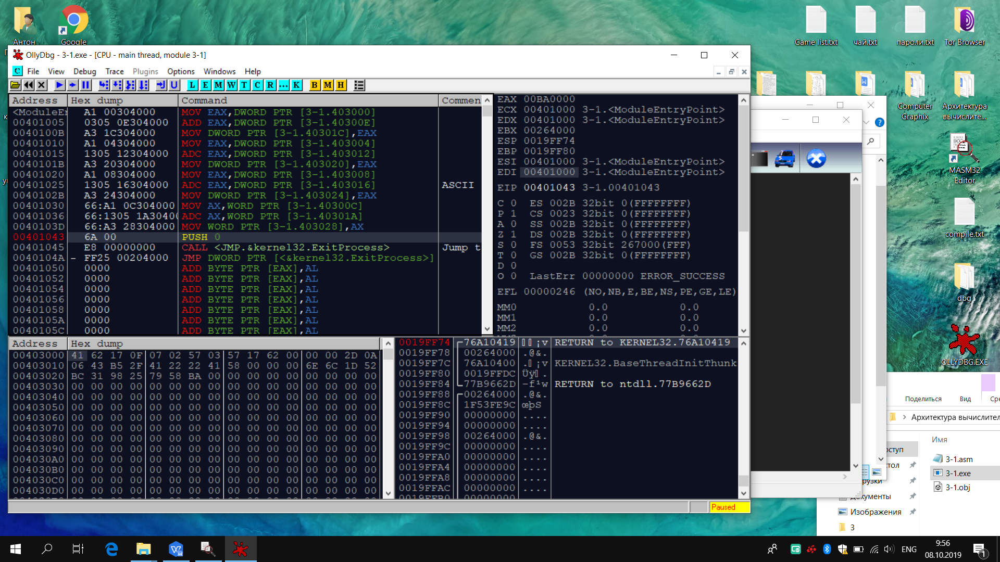 Антон
Google
Game list.txt
чай.txt
пароли.txt
Tor Browser
OllyDbg - 3-1.exe - [CPU - main thread, module 3-1]
File View Debug Trace Plugins Options Windows Help
L E M W T C R ... K B M H
Address Hex dump Command Commen
<ModuleEr A1 00304000 MOV EAX,DWORD PTR [3-1.403000]
00401005 0305 0E304000 ADD EAX,DWORD PTR [3-1.40300E]
0040100B A3 1C304000 MOV DWORD PTR [3-1.40301C],EAX
00401010 A1 04304000 MOV EAX,DWORD PTR [3-1.403004]
00401015 1305 12304000 ADC EAX,DWORD PTR [3-1.403012]
0040101B A3 20304000 MOV DWORD PTR [3-1.403020],EAX
00401020 A1 08304000 MOV EAX,DWORD PTR [3-1.403008]
00401025 1305 16304000 ADC EAX,DWORD PTR [3-1.403016] ASCII
0040102B A3 24304000 MOV DWORD PTR [3-1.403024],EAX
00401030 66:A1 0C304000 MOV AX,WORD PTR [3-1.40300C]
00401036 66:1305 1A30400 ADC AX,WORD PTR [3-1.40301A]
0040103D 66:A3 28304000 MOV WORD PTR [3-1.403028],AX
00401043 6A 00 PUSH 0
00401045 E8 00000000 CALL <JMP.&kernel32.ExitProcess> Jump t
0040104A - FF25 00204000 JMP DWORD PTR [<&kernel32.ExitProcess>]
00401050 0000 ADD BYTE PTR [EAX],AL
00401052 0000 ADD BYTE PTR [EAX],AL
00401054 0000 ADD BYTE PTR [EAX],AL
00401056 0000 ADD BYTE PTR [EAX],AL
00401058 0000 ADD BYTE PTR [EAX],AL
0040105A 0000 ADD BYTE PTR [EAX],AL
0040105C 0000 ADD BYTE PTR [EAX],AL
EAX 00BA0000
ECX 00401000 3-1.<ModuleEntryPoint>
EDX 00401000 3-1.<ModuleEntryPoint>
EBX 00264000
ESP 0019FF74
EBP 0019FF80
ESI 00401000 3-1.<ModuleEntryPoint>
EDI 00401000 3-1.<ModuleEntryPoint>
EIP 00401043 3-1.00401043
C 0 ES 002B 32bit 0(FFFFFFFF)
P 1 CS 0023 32bit 0(FFFFFFFF)
A 0 SS 002B 32bit 0(FFFFFFFF)
Z 1 DS 002B 32bit 0(FFFFFFFF)
S 0 FS 0053 32bit 267000(FFF)
T 0 GS 002B 32bit 0(FFFFFFFF)
D 0
O 0 LastErr 00000000 ERROR_SUCCESS
EFL 00000246 (NO,NB,E,BE,NS,PE,GE,LE)
MM0 0.0 0.0
MM1 0.0 0.0
MM2 0.0 0.0
Address Hex dump
00403000 41 62 17 0F 07 02 57 03 57 17 62 00 00 00 2D 0A
00403010 06 43 B5 2F 41 22 22 41 58 00 00 00 6E 6C 1D 52
00403020 BC 31 98 25 79 58 BA 00 00 00 00 00 00 00 00 00
00403030 00 00 00 00 00 00 00 00 00 00 00 00 00 00 00 00
00403040 00 00 00 00 00 00 00 00 00 00 00 00 00 00 00 00
00403050 00 00 00 00 00 00 00 00 00 00 00 00 00 00 00 00
00403060 00 00 00 00 00 00 00 00 00 00 00 00 00 00 00 00
00403070 00 00 00 00 00 00 00 00 00 00 00 00 00 00 00 00
00403080 00 00 00 00 00 00 00 00 00 00 00 00 00 00 00 00
00403090 00 00 00 00 00 00 00 00 00 00 00 00 00 00 00 00
004030A0 00 00 00 00 00 00 00 00 00 00 00 00 00 00 00 00
004030B0 00 00 00 00 00 00 00 00 00 00 00 00 00 00 00 00
004030C0 00 00 00 00 00 00 00 00 00 00 00 00 00 00 00 00
004030D0 00 00 00 00 00 00 00 00 00 00 00 00 00 00 00 00
0019FF74 76A10419 ¡v RETURN to KERNEL32.76A10419
0019FF78 00264000 .@&.
0019FF7C 76A10400 . ¡v KERNEL32.BaseThreadInitThunk
0019FF80 0019FFDC Üÿ .
0019FF84 77B9662D -f¹w RETURN to ntdll.77B9662D
0019FF88 00264000 .@&.
0019FF8C 1F53FE9C œþS
0019FF90 00000000 ....
0019FF94 00000000 ....
0019FF98 00264000 .@&.
0019FF9C 00000000 ....
0019FFA0 00000000 ....
0019FFA4 00000000 ....
0019FFA8 00000000 ....
0019FFAC 00000000 ....
Paused
Computer Graphix
Архитектура вычислите...
MASM32 Editor
compile.txt
dbg
OLLYDBG.EXE
Поделиться Вид Сре
Архитектура вычислител
Имя
3-1.asm
3-1.exe
3-1.obj
оступ
тол
рузки
Документы
Изображения
3
ENG
9:56
08.10.2019
1